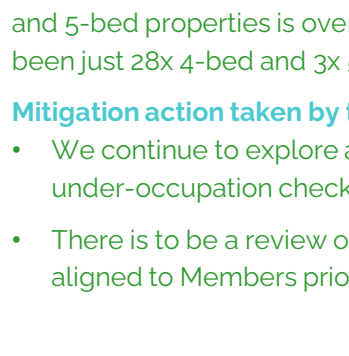 and 5-bed properties is over
been just 28x 4-bed and 3x
Mitigation action taken by
• We continue to explore
under-occupation check
• There is to be a review
aligned to Members prio